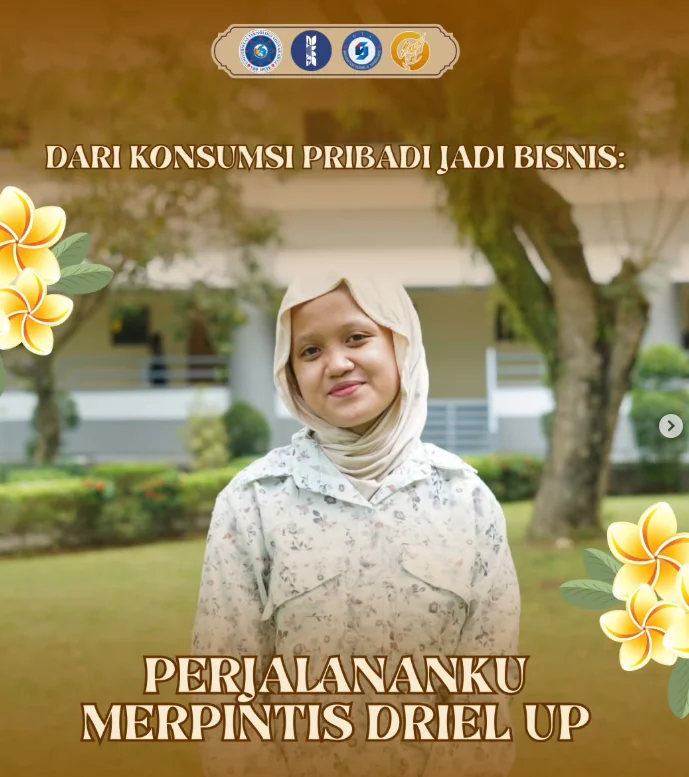 DARI KONSUMSI PRIBADI JADI BISNIS:
PERJALANANKU
MERPINTIS DRIEL UP